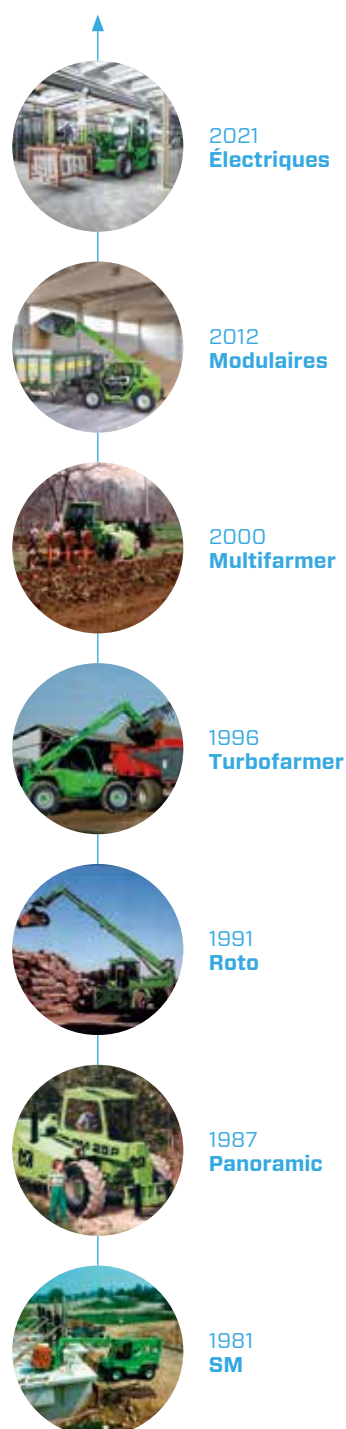 2021
Électriques
2012
Modulaires
2000
Multifarmer
1996
Turbofarmer
1991
Roto
1987
Panoramic
1981
SM